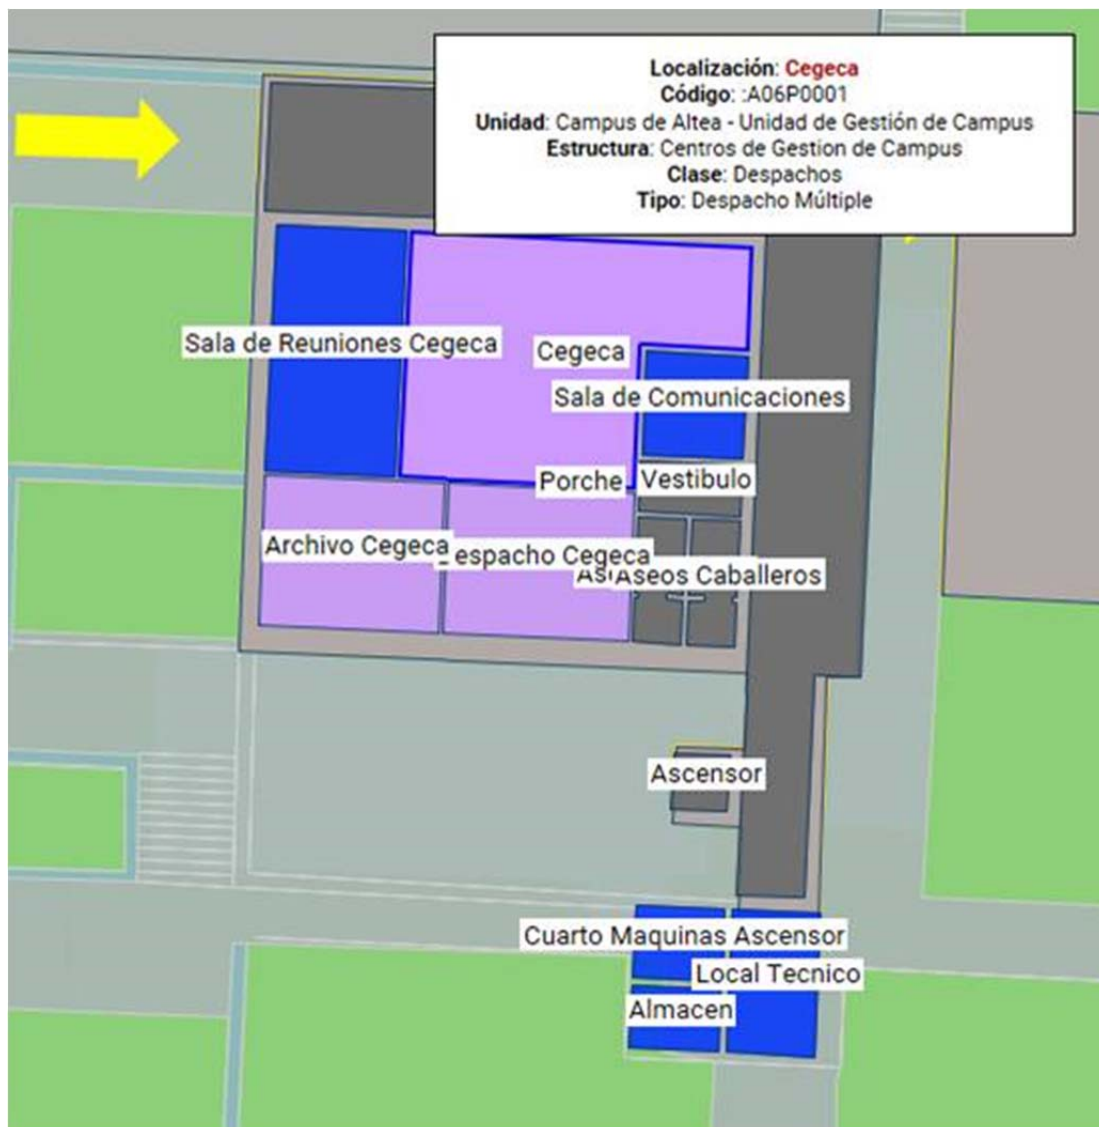 Localización: Cegeca
Código: :A06P0001
Unidad: Campus de Altea - Unidad de Gestión de Campus
Estructura: Centros de Gestion de Campus
Clase: Despachos
Tipo: Despacho Múltiple
Sala de Reuniones Cegeca
Cegeca
Sala de Comunicaciones
Porche
Vestibulo
Archivo Cegeca
espacho Cegeca
Aseos Caballeros
Ascensor
Cuarto Maquinas Ascensor
Local Tecnico
Almacen